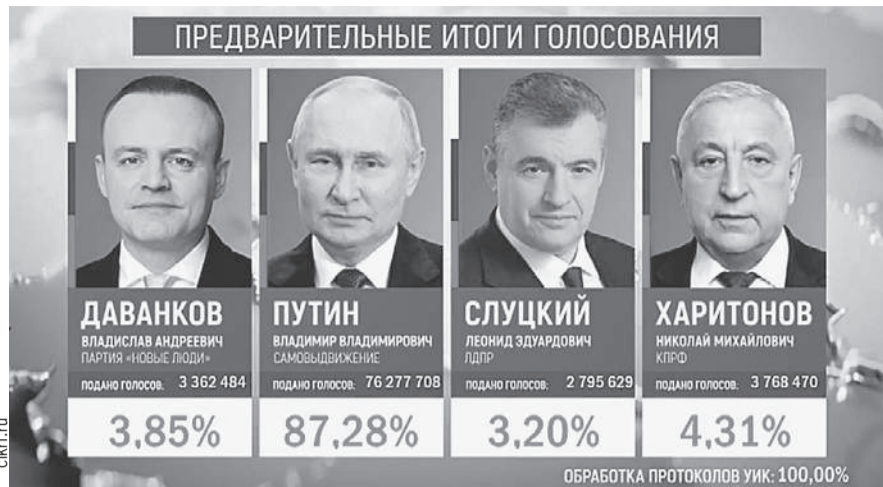 ПРЕДВАРИТЕЛЬНЫЕ ИТОГИ ГОЛОСОВАНИЯ
ДАВАНКОВ
ВЛАДИСЛАВ АНДРЕЕВИЧ
ПАРТИЯ «НОВЫЕ ЛЮДИ»
ПОДАНО ГОЛОСОВ: 3 362 484
3,85%
ПУТИН
ВЛАДИМИР ВЛАДИМИРОВИЧ
САМОВЫДВИЖЕНИЕ
ПОДАНО ГОЛОСОВ: 76 277 708
87,28%
СЛУЦКИЙ
ЛЕОНИД ЭДУАРДОВИЧ
ЛДПР
ПОДАНО ГОЛОСОВ: 2 795 629
3,20%
ХАРИТОНОВ
НИКОЛАЙ МИХАЙЛОВИЧ
КПРФ
ПОДАНО ГОЛОСОВ: 3 768 470
4,31%
ОБРАБОТКА ПРОТОКОЛОВ УИК: 100,00%
cikrf.ru